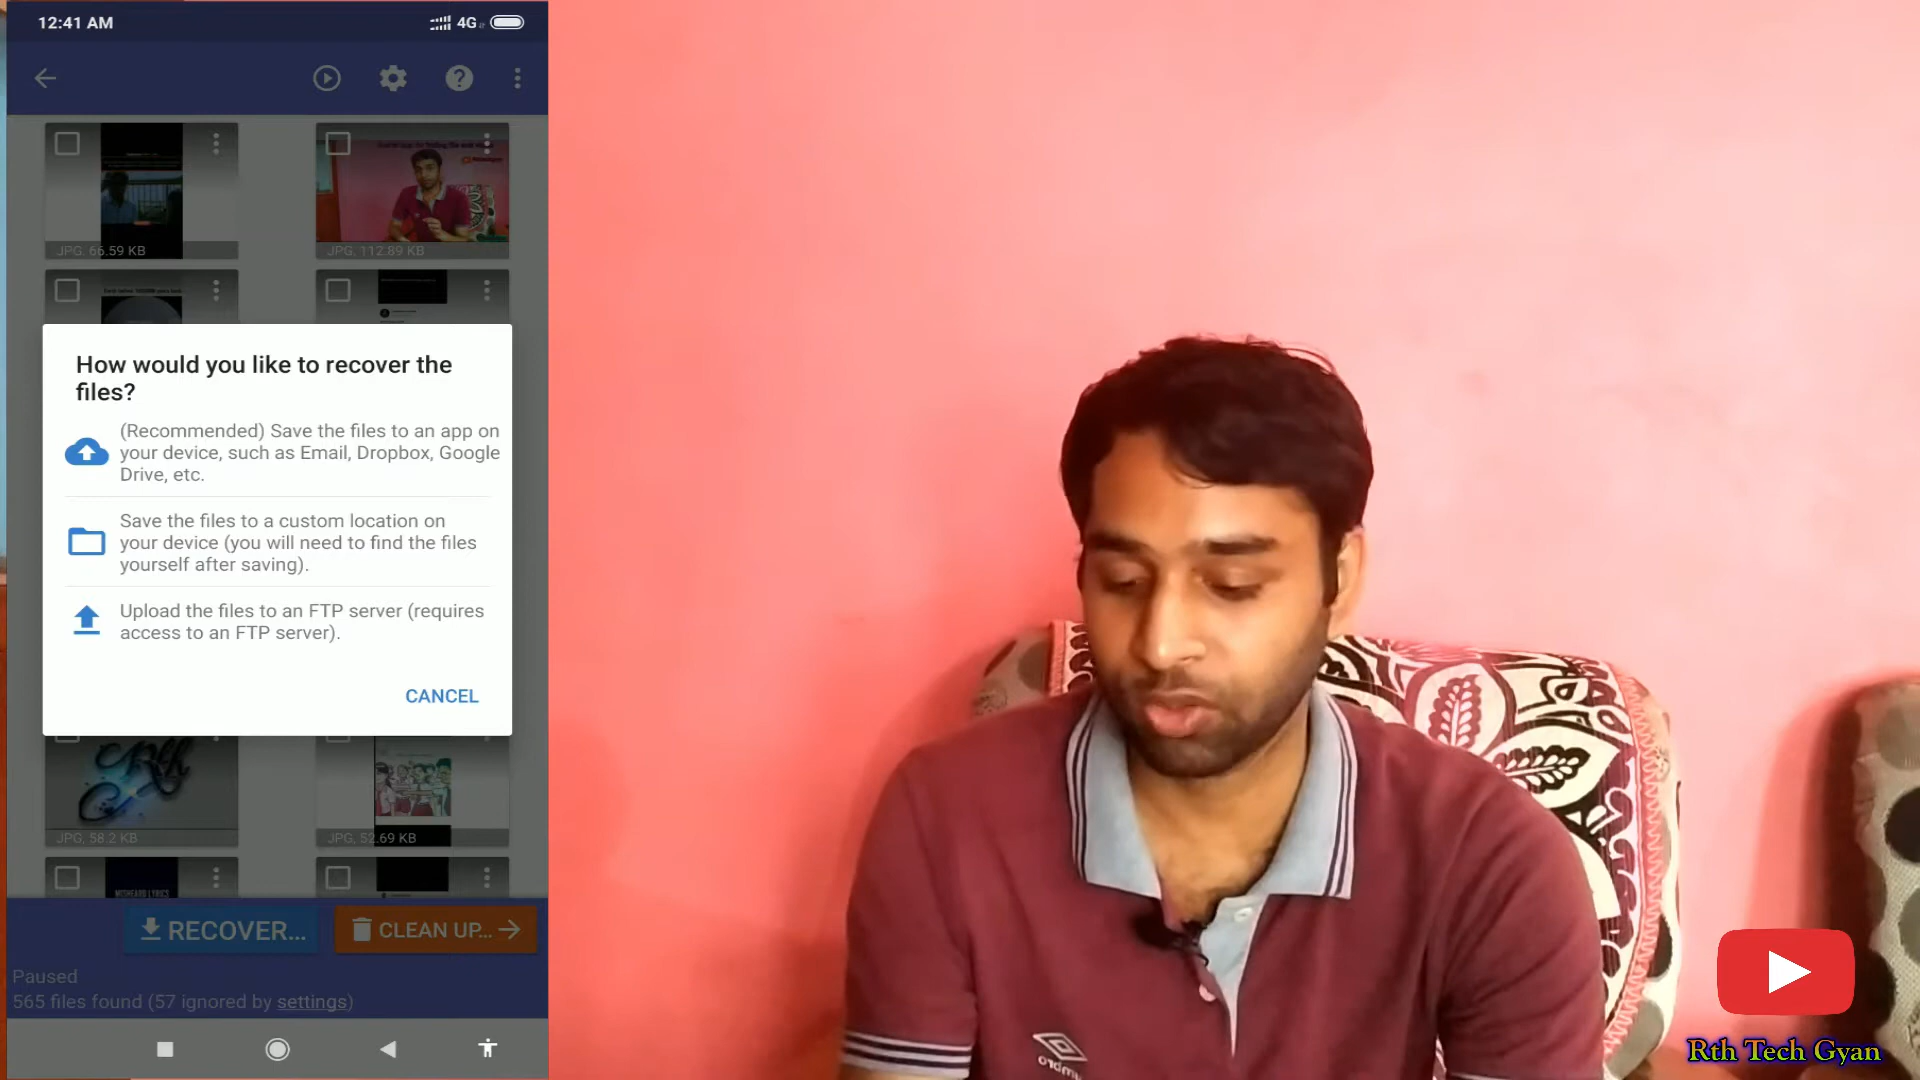 12:41 AM
4G
JPG, 66.59 KB
JPG, 112.89 KB
How would you like to recover the
files?
(Recommended) Save the files to an app on
your device, such as Email, Dropbox, Google
Drive, etc.
Save the files to a custom location on
your device (you will need to find the files
yourself after saving).
Upload the files to an FTP server (requires
access to an FTP server).
CANCEL
JPG, 58.2 KB
JPG, 52.69 KB
MISHEARD LYRICS
RECOVER...
CLEAN UP...
Paused
565 files found (57 ignored by settings)
umbro
Rth Tech Gyan